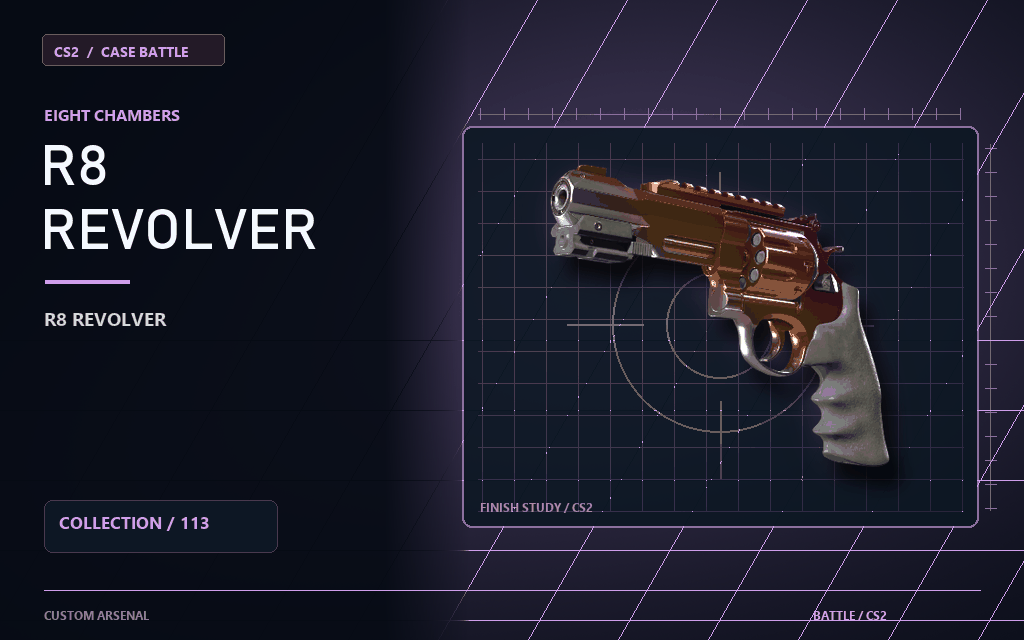 CS2 / CASE BATTLE
EIGHT CHAMBERS
R8
REVOLVER
R8 REVOLVER
COLLECTION / 113
FINISH STUDY / CS2
CUSTOM ARSENAL
BATTLE / CS2